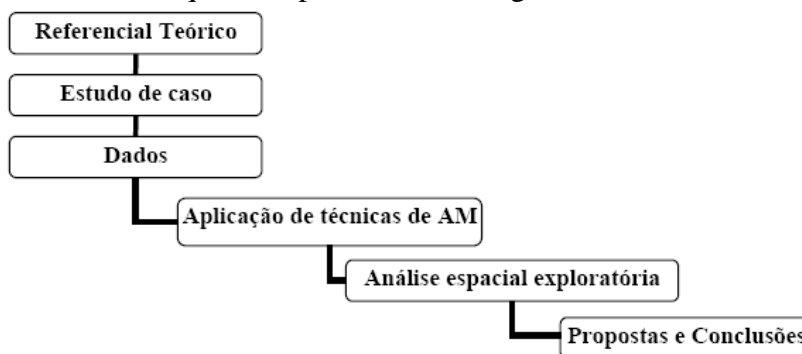 Referencial Teórico
Estudo de caso
Dados
Aplicação de técnicas de AM
Análise espacial exploratória
Propostas e Conclusões